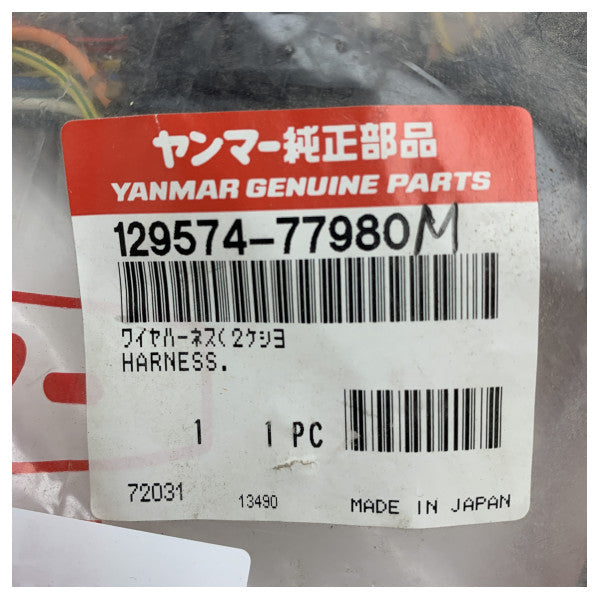 ヤンマー純正部品
YANMAR GENUINE PARTS
129574-77980M
ワイヤハーネス(2ケシヨ
HARNESS.
1 1 PC
72031 13490 MADE IN JAPAN